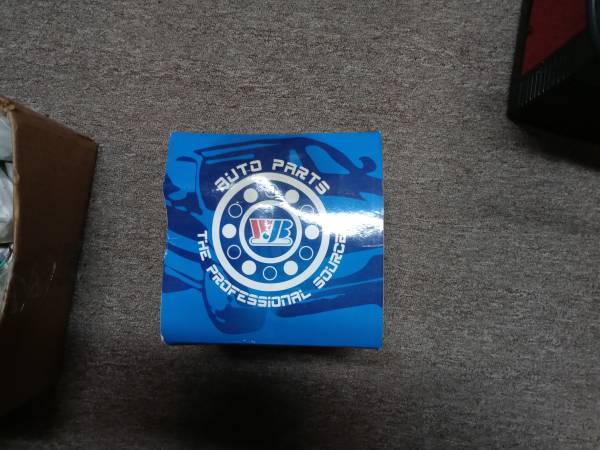 AUTO PARTS
WJB
THE PROFESSIONAL SOURCE